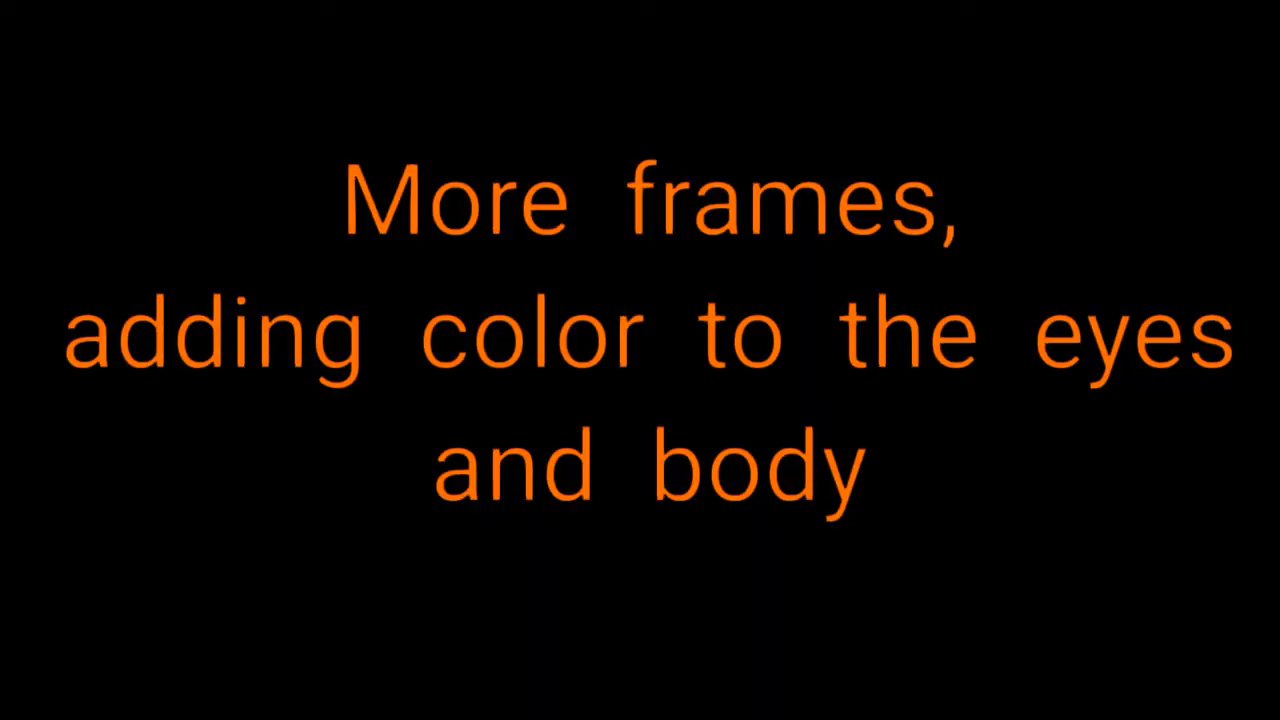 More frames,
adding color to the eyes
and body